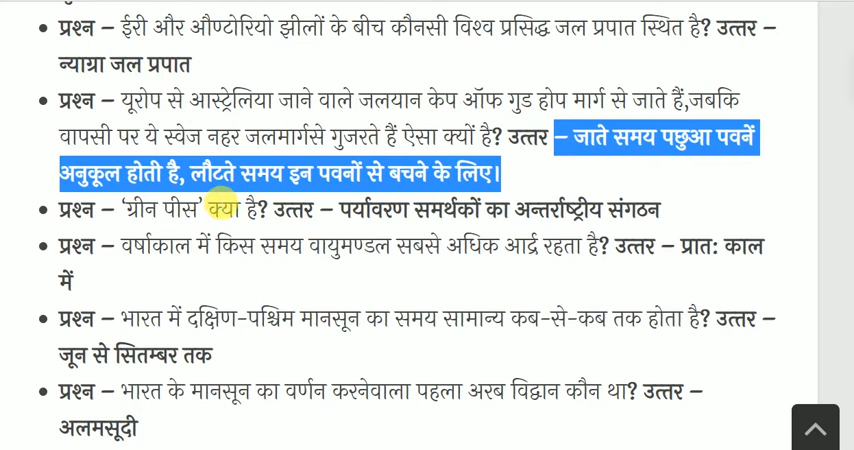 प्रश्न – ईरी और औण्टोरियो झीलों के बीच कौनसी विश्व प्रसिद्ध जल प्रपात स्थित है? उत्तर –
न्याग्रा जल प्रपात
प्रश्न – यूरोप से आस्ट्रेलिया जाने वाले जलयान केप ऑफ गुड होप मार्ग से जाते हैं,जबकि
वापसी पर ये स्वेज नहर जलमार्गसे गुजरते हैं ऐसा क्यों है? उत्तर – जाते समय पछुआ पवनें
अनुकूल होती है, लौटते समय इन पवनों से बचने के लिए।
प्रश्न – ‘ग्रीन पीस’ क्या है? उत्तर – पर्यावरण समर्थकों का अन्तर्राष्ट्रीय संगठन
प्रश्न – वर्षाकाल में किस समय वायुमण्डल सबसे अधिक आर्द्र रहता है? उत्तर – प्रात: काल
में
प्रश्न – भारत में दक्षिण-पश्चिम मानसून का समय सामान्य कब-से-कब तक होता है? उत्तर –
जून से सितम्बर तक
प्रश्न – भारत के मानसून का वर्णन करनेवाला पहला अरब विद्वान कौन था? उत्तर –
अलमसूदी